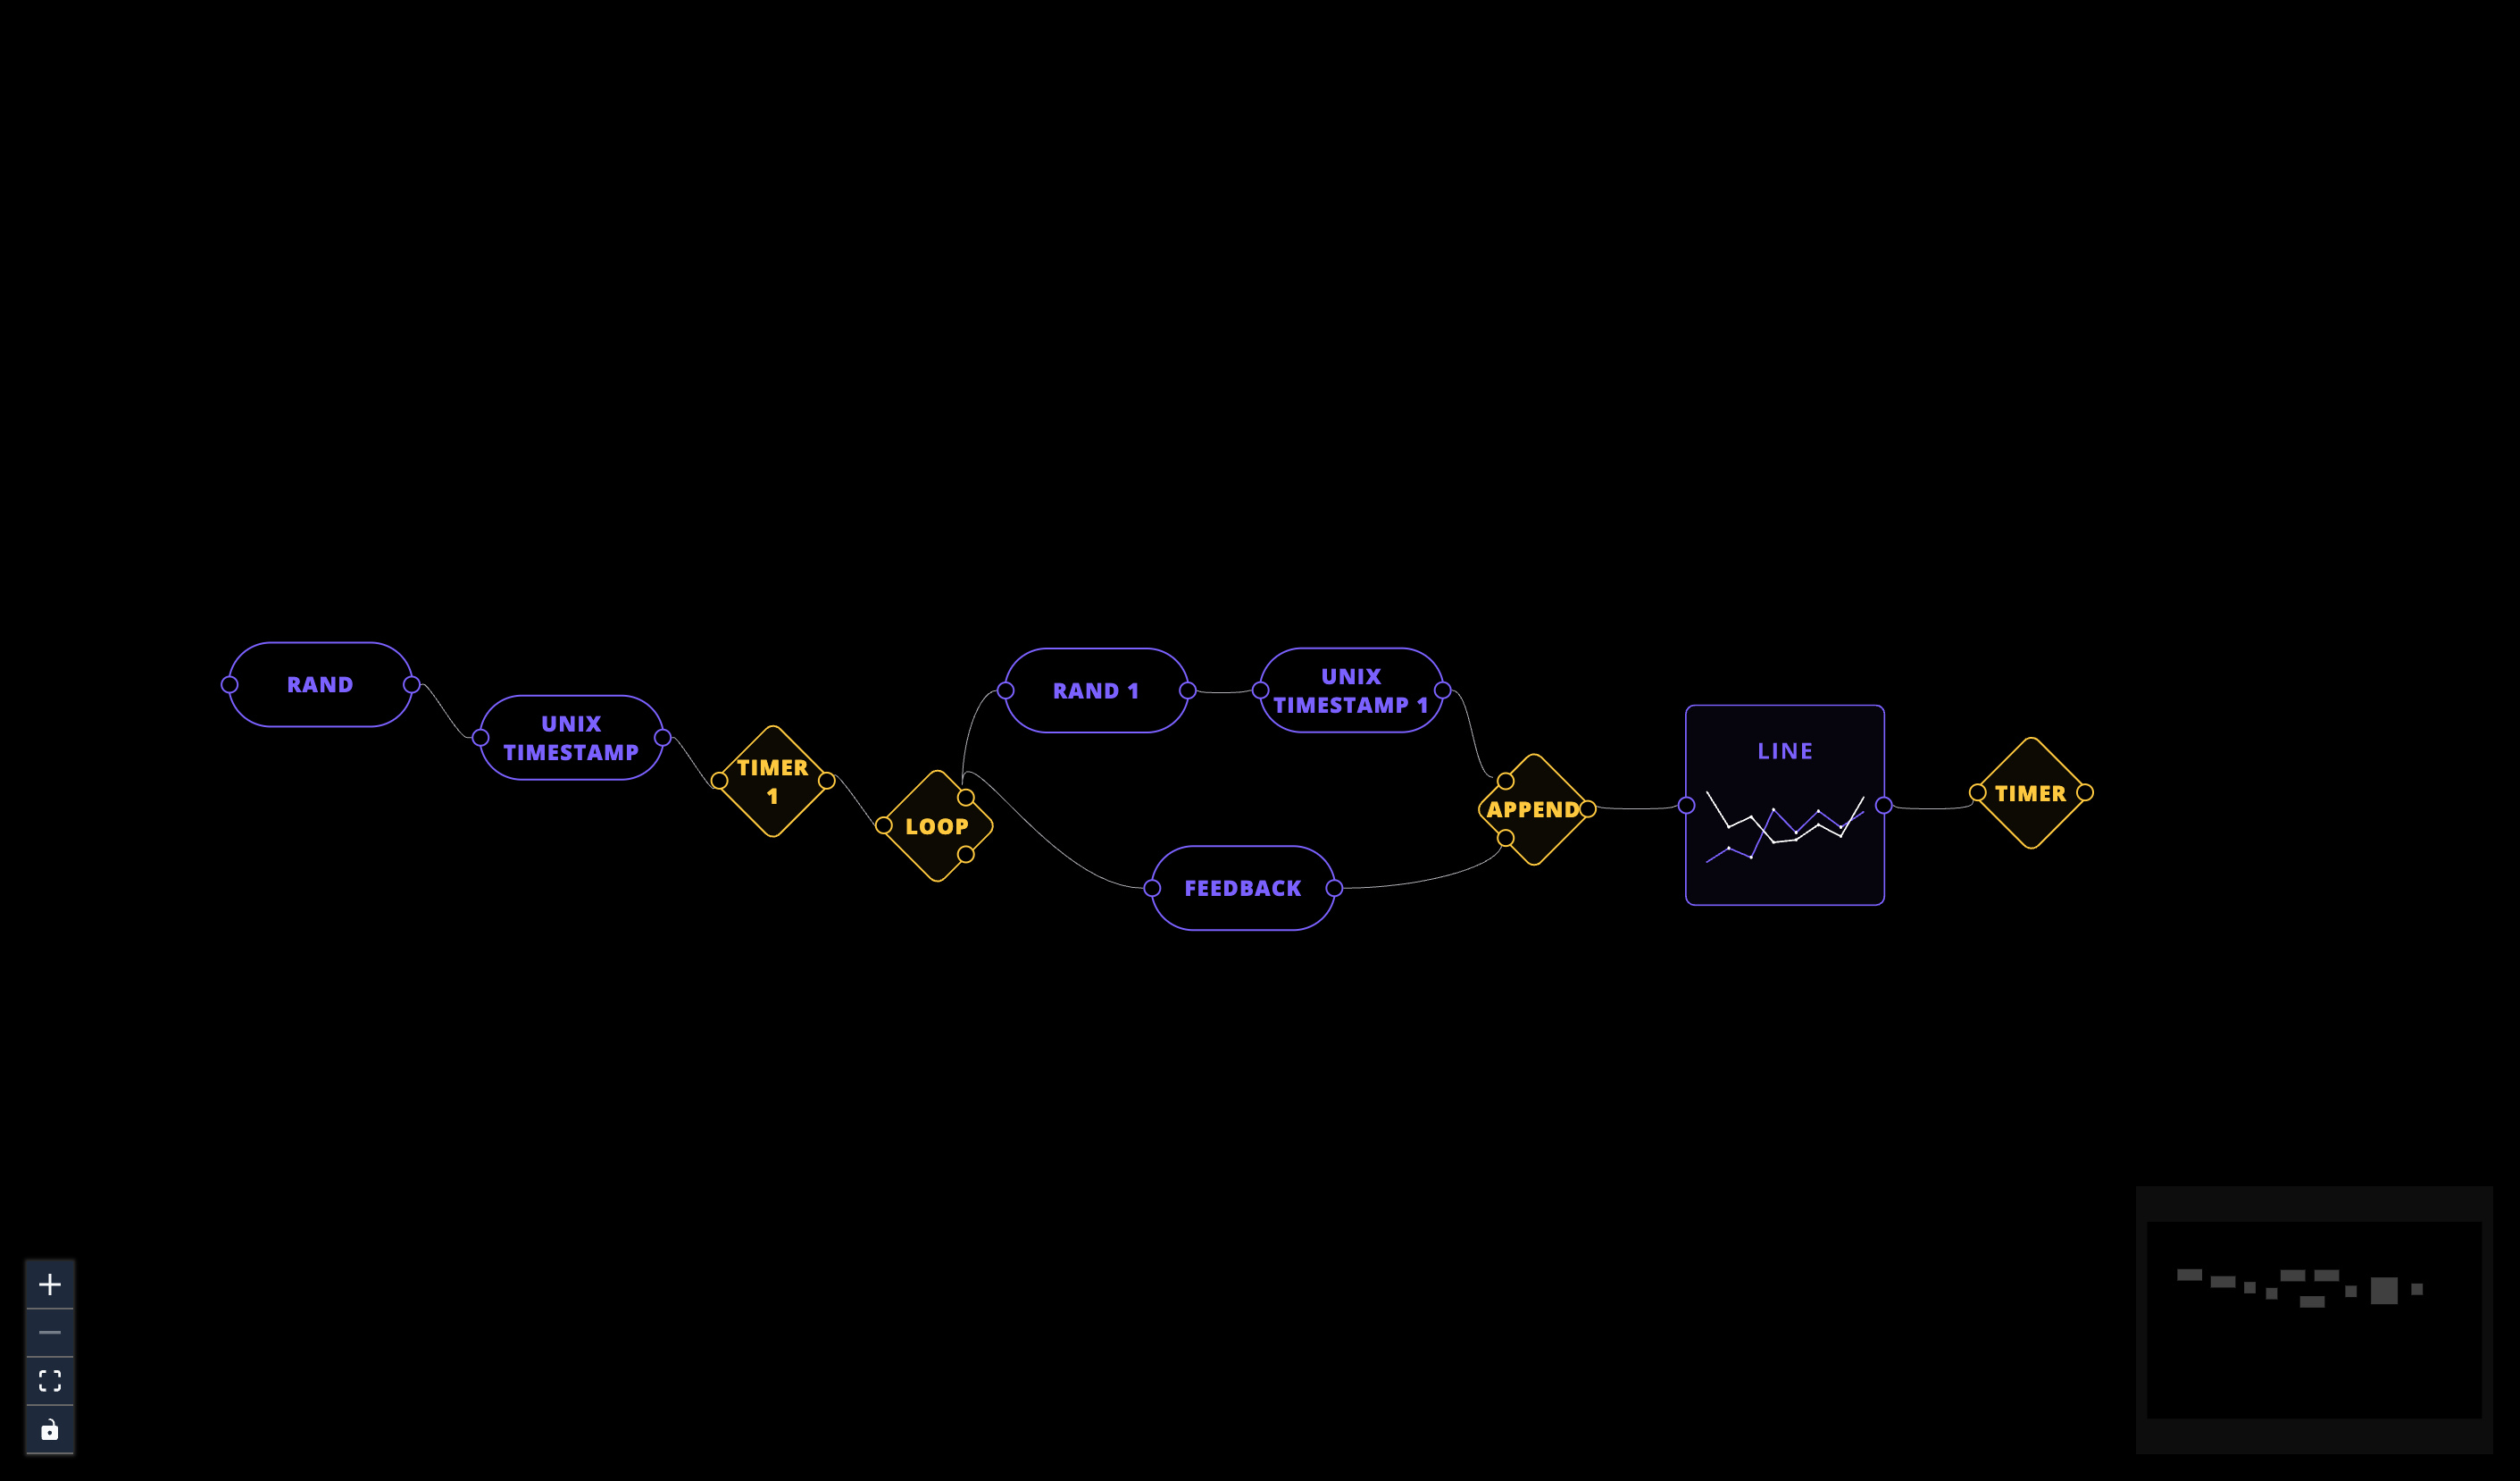 RAND
UNIX
TIMESTAMP
TIMER
1
LOOP
RAND 1
UNIX
TIMESTAMP 1
FEEDBACK
APPEND
LINE
TIMER